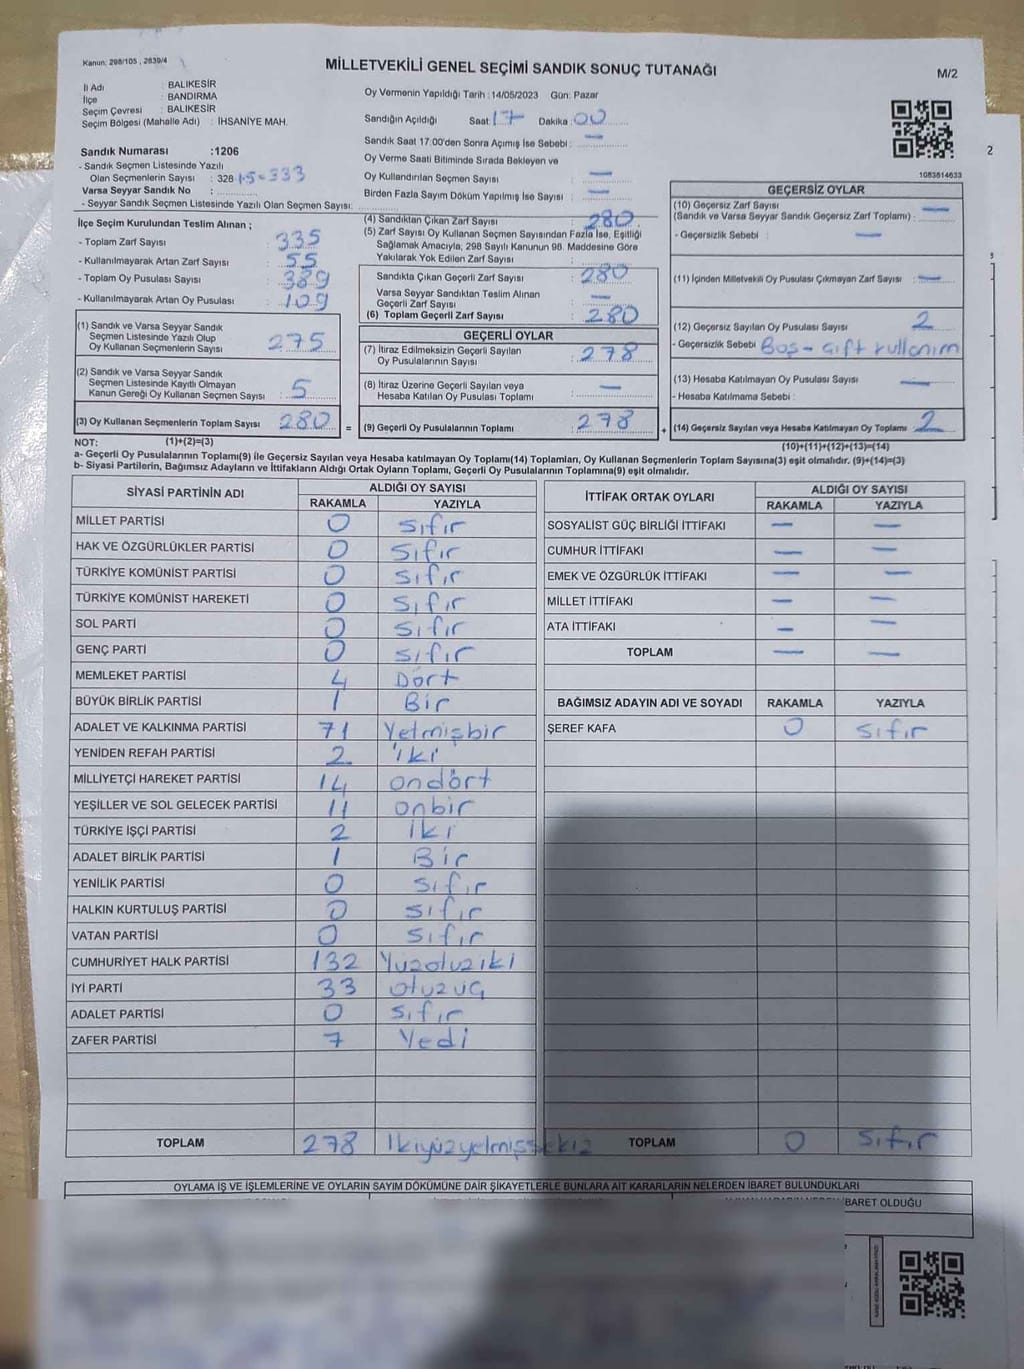 Kanun: 298/105 , 2839/4
MİLLETVEKİLİ GENEL SEÇİMİ SANDIK SONUÇ TUTANAĞI
M/2
İl Adı : BALIKESİR
İlçe : BANDIRMA
Seçim Çevresi : BALIKESİR
Seçim Bölgesi (Mahalle Adı) : İHSANİYE MAH.
Oy Vermenin Yapıldığı Tarih : 14/05/2023 Gün: Pazar
Sandığın Açıldığı Saat : 17 Dakika : 00
Sandık Saat 17:00'den Sonra Açımış İse Sebebi : —
Oy Verme Saati Bitiminde Sırada Bekleyen ve
Oy Kullandırılan Seçmen Sayısı : —
Birden Fazla Sayım Döküm Yapılmış İse Sayısı : —
1083814633
2
Sandık Numarası :1206
- Sandık Seçmen Listesinde Yazılı
Olan Seçmenlerin Sayısı : 328 +5=333
Varsa Seyyar Sandık No :
- Seyyar Sandık Seçmen Listesinde Yazılı Olan Seçmen Sayısı:
İlçe Seçim Kurulundan Teslim Alınan ;
- Toplam Zarf Sayısı : 335
- Kullanılmayarak Artan Zarf Sayısı : 55
- Toplam Oy Pusulası Sayısı : 389
- Kullanılmayarak Artan Oy Pusulası : 109
(1) Sandık ve Varsa Seyyar Sandık
Seçmen Listesinde Yazılı Olup
Oy Kullanan Seçmenlerin Sayısı : 275
(2) Sandık ve Varsa Seyyar Sandık
Seçmen Listesinde Kayıtlı Olmayan
Kanun Gereği Oy Kullanan Seçmen Sayısı : 5
(3) Oy Kullanan Seçmenlerin Toplam Sayısı : 280 =
(4) Sandıktan Çıkan Zarf Sayısı : 280
(5) Zarf Sayısı Oy Kullanan Seçmen Sayısından Fazla İse, Eşitliği
Sağlamak Amacıyla, 298 Sayılı Kanunun 98. Maddesine Göre
Yakılarak Yok Edilen Zarf Sayısı :
Sandıkta Çıkan Geçerli Zarf Sayısı : 280
Varsa Seyyar Sandıktan Teslim Alınan
Geçerli Zarf Sayısı : —
(6) Toplam Geçerli Zarf Sayısı : 280
GEÇERLİ OYLAR
(7) İtiraz Edilmeksizin Geçerli Sayılan
Oy Pusulalarının Sayısı : 278
(8) İtiraz Üzerine Geçerli Sayılan veya
Hesaba Katılan Oy Pusulası Toplamı : —
(9) Geçerli Oy Pusulalarının Toplamı : 278 +
GEÇERSİZ OYLAR
(10) Geçersiz Zarf Sayısı
(Sandık ve Varsa Seyyar Sandık Geçersiz Zarf Toplamı) : —
- Geçersizlik Sebebi : —
(11) İçinden Milletvekili Oy Pusulası Çıkmayan Zarf Sayısı : —
(12) Geçersiz Sayılan Oy Pusulası Sayısı : 2
- Geçersizlik Sebebi : Boş – çift kullanım
(13) Hesaba Katılmayan Oy Pusulası Sayısı : —
- Hesaba Katılmama Sebebi :
(14) Geçersiz Sayılan veya Hesaba Katılmayan Oy Toplamı : 2
NOT: (1)+(2)=(3)
(10)+(11)+(12)+(13)=(14)
a- Geçerli Oy Pusulalarının Toplamı(9) ile Geçersiz Sayılan veya Hesaba katılmayan Oy Toplamı(14) Toplamları, Oy Kullanan Seçmenlerin Toplam Sayısına(3) eşit olmalıdır. (9)+(14)=(3)
b- Siyasi Partilerin, Bağımsız Adayların ve İttifakların Aldığı Ortak Oyların Toplamı, Geçerli Oy Pusulalarının Toplamına(9) eşit olmalıdır.
SİYASİ PARTİNİN ADI ALDIĞI OY SAYISI
RAKAMLA YAZIYLA
MİLLET PARTİSİ 0 sıfır
HAK VE ÖZGÜRLÜKLER PARTİSİ 0 sıfır
TÜRKİYE KOMÜNİST PARTİSİ 0 sıfır
TÜRKİYE KOMÜNİST HAREKETİ 0 sıfır
SOL PARTİ 0 sıfır
GENÇ PARTİ 0 sıfır
MEMLEKET PARTİSİ 4 Dört
BÜYÜK BİRLİK PARTİSİ 1 Bir
ADALET VE KALKINMA PARTİSİ 71 Yetmişbir
YENİDEN REFAH PARTİSİ 2 iki
MİLLİYETÇİ HAREKET PARTİSİ 14 ondört
YEŞİLLER VE SOL GELECEK PARTİSİ 11 onbir
TÜRKİYE İŞÇİ PARTİSİ 2 iki
ADALET BİRLİK PARTİSİ 1 Bir
YENİLİK PARTİSİ 0 sıfır
HALKIN KURTULUŞ PARTİSİ 0 sıfır
VATAN PARTİSİ 0 sıfır
CUMHURİYET HALK PARTİSİ 132 Yüzotuziki
İYİ PARTİ 33 otuzüç
ADALET PARTİSİ 0 sıfır
ZAFER PARTİSİ 7 Yedi
TOPLAM 278 İkiyüzyetmişsekiz
İTTİFAK ORTAK OYLARI ALDIĞI OY SAYISI
RAKAMLA YAZIYLA
SOSYALİST GÜÇ BİRLİĞİ İTTİFAKI — —
CUMHUR İTTİFAKI — —
EMEK VE ÖZGÜRLÜK İTTİFAKI — —
MİLLET İTTİFAKI — —
ATA İTTİFAKI — —
TOPLAM — —
BAĞIMSIZ ADAYIN ADI VE SOYADI RAKAMLA YAZIYLA
ŞEREF KAFA 0 sıfır
TOPLAM 0 sıfır
OYLAMA İŞ VE İŞLEMLERİNE VE OYLARIN SAYIM DÖKÜMÜNE DAİR ŞİKAYETLERLE BUNLARA AİT KARARLARIN NELERDEN İBARET BULUNDUKLARI
BARET OLDUĞU